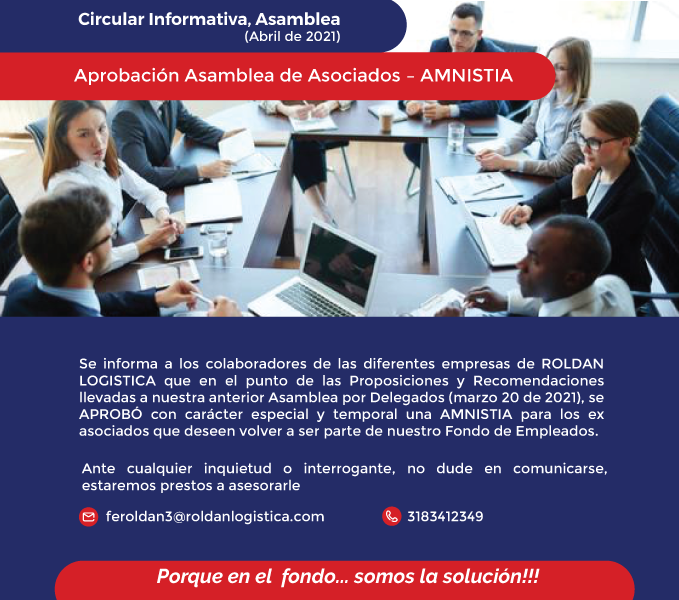 Circular Informativa, Asamblea
(Abril de 2021)
Aprobación Asamblea de Asociados – AMNISTIA
Se informa a los colaboradores de las diferentes empresas de ROLDAN
LOGISTICA que en el punto de las Proposiciones y Recomendaciones
llevadas a nuestra anterior Asamblea por Delegados (marzo 20 de 2021), se
APROBÓ con carácter especial y temporal una AMNISTIA para los ex
asociados que deseen volver a ser parte de nuestro Fondo de Empleados.
Ante cualquier inquietud o interrogante, no dude en comunicarse,
estaremos prestos a asesorarle
feroldan3@roldanlogistica.com
3183412349
Porque en el fondo... somos la solución!!!